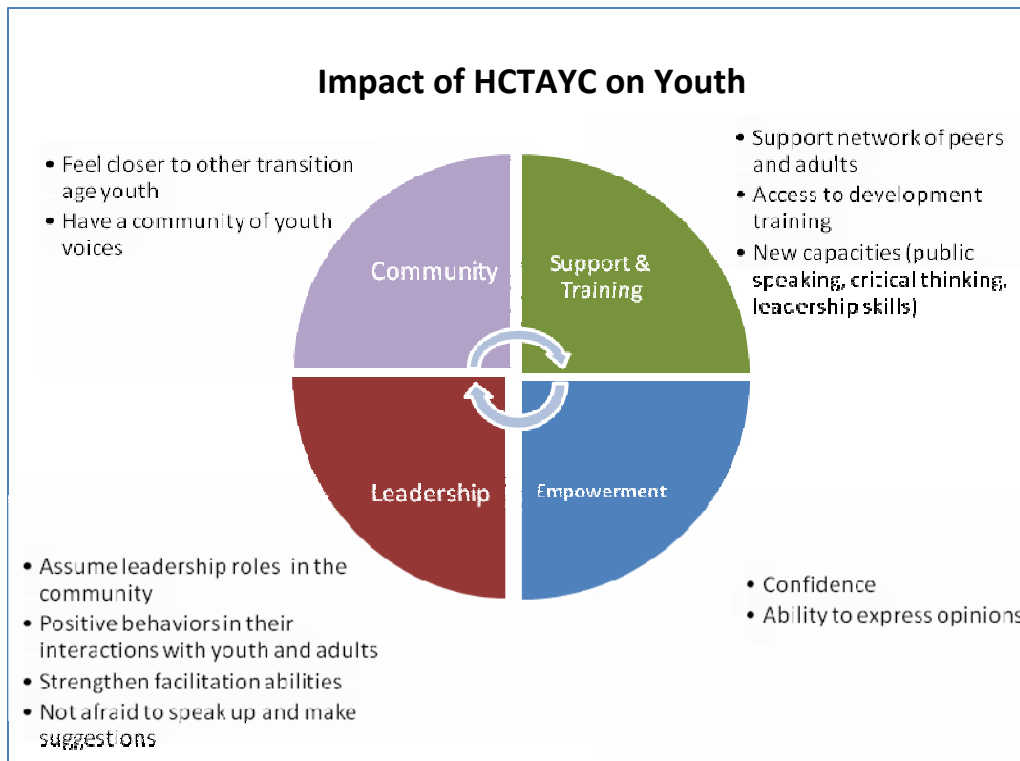 Impact of HCTAYC on Youth
• Feel closer to other transition
age youth
• Have a community of youth
voices
• Support network of peers
and adults
• Access to development
training
• New capacities (public
speaking, critical thinking,
leadership skills)
Community
Support &
Training
Leadership
Empowerment
• Assume leadership roles in the
community
• Positive behaviors in their
interactions with youth and adults
• Strengthen facilitation abilities
• Not afraid to speak up and make
suggestions
• Confidence
• Ability to express opinions